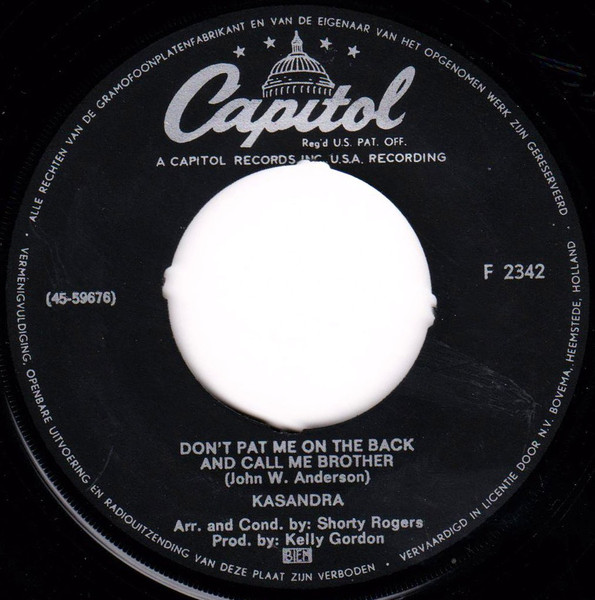 ALLE RECHTEN VAN DE GRAMOFOONPLATENFABRIKANT EN VAN DE EIGENAAR VAN HET OPGENOMEN WERK ZIJN GERESERVEERD ·
Capitol
Reg'd U.S. PAT. OFF.
A CAPITOL RECORDS INC. U.S.A. RECORDING
F 2342
(45-59676)
DON'T PAT ME ON THE BACK
AND CALL ME BROTHER
(John W. Anderson)
KASANDRA
Arr. and Cond. by: Shorty Rogers
Prod. by: Kelly Gordon
BIEM
· VERMENIGVULDIGING, OPENBARE UITVOERING EN RADIOUITZENDING VAN DEZE PLAAT ZIJN VERBODEN ·
VERVAARDIGD IN LICENTIE DOOR N.V. BOVEMA, HEEMSTEDE, HOLLAND